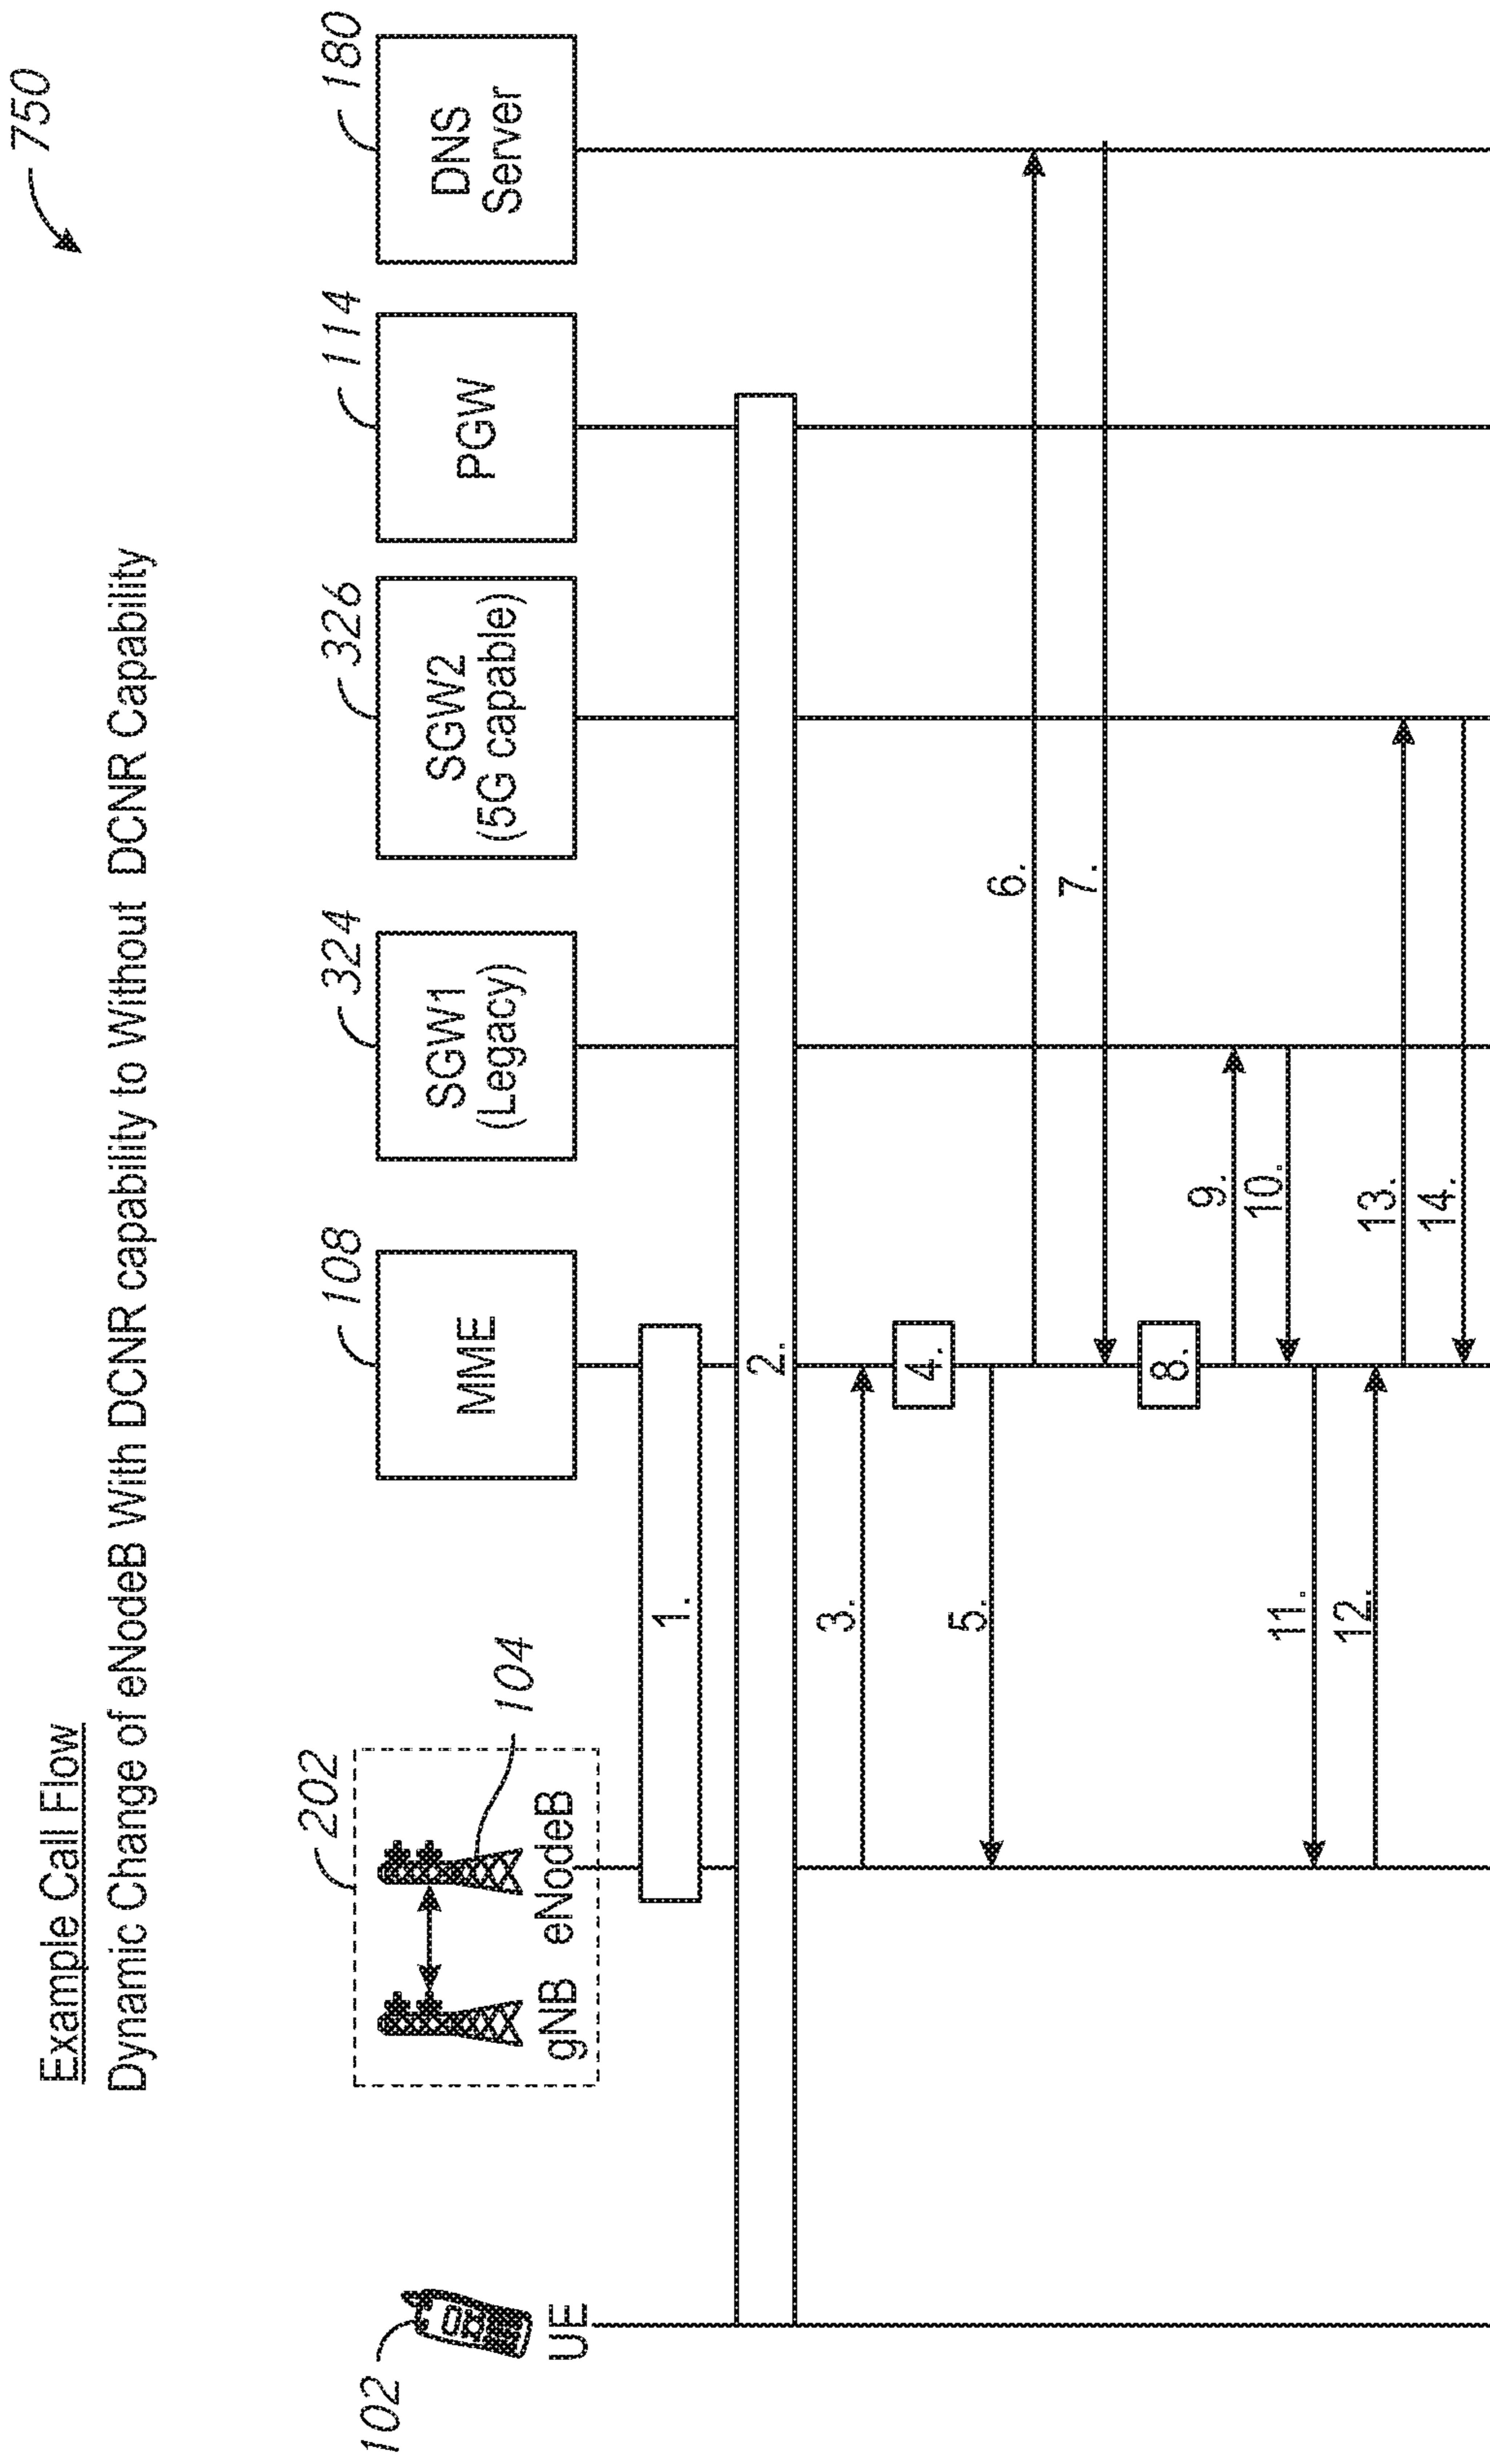 750
Example Call Flow
Dynamic Change of eNodeB With DCNR capability to Without DCNR Capability
102
UE
202
104
gNB eNodeB
108
MME
324
SGW1
(Legacy)
326
SGW2
(5G capable)
114
PGW
180
DNS
Server
1.
2.
3.
4.
5.
6.
7.
8.
9.
10.
11.
12.
13.
14.